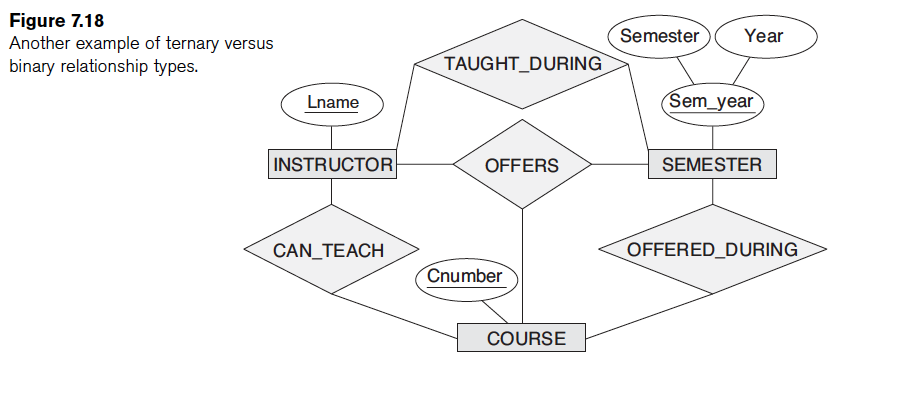 Figure 7.18
Another example of ternary versus
binary relationship types.
Semester
Year
TAUGHT_DURING
Lname
Sem_year
INSTRUCTOR
OFFERS
SEMESTER
CAN_TEACH
OFFERED_DURING
Cnumber
COURSE